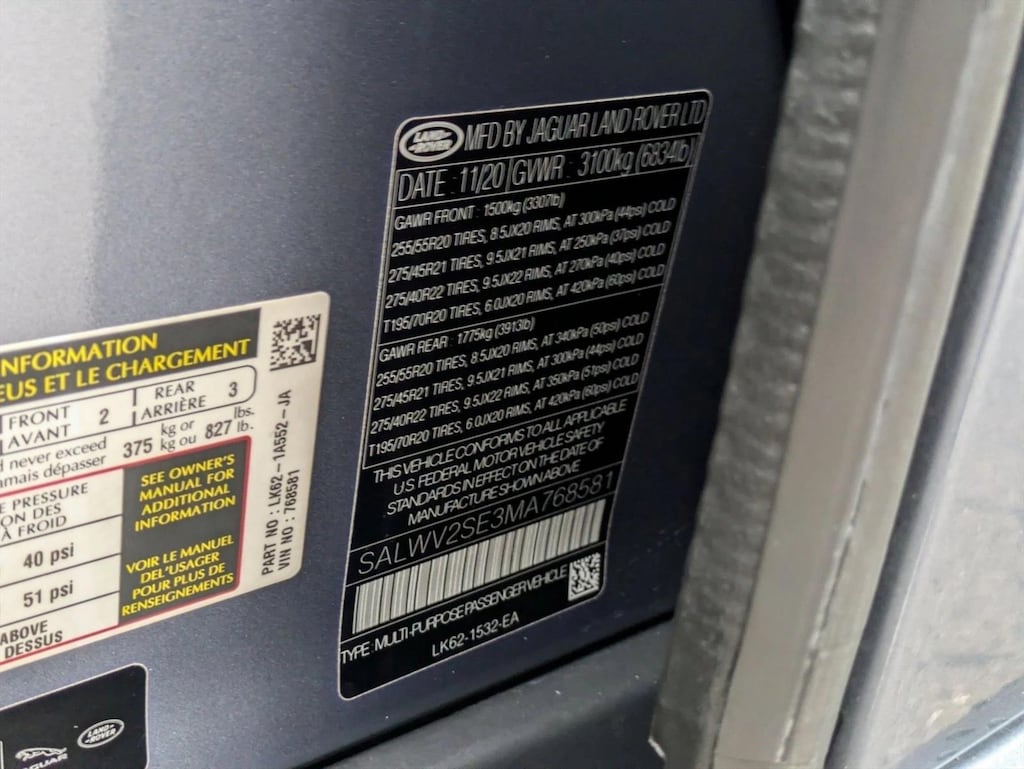 LAND-
-ROVER
MFD BY JAGUAR LAND ROVER LTD
DATE : 11/20 GVWR : 3100kg (6834lb)
GAWR FRONT : 1500kg (3307lb)
255/55R20 TIRES, 8.5JX20 RIMS, AT 300kPa (44psi) COLD
275/45R21 TIRES, 9.5JX21 RIMS, AT 250kPa (37psi) COLD
275/40R22 TIRES, 9.5JX22 RIMS, AT 270kPa (40psi) COLD
T195/70R20 TIRES, 6.0JX20 RIMS, AT 420kPa (60psi) COLD
GAWR REAR : 1775kg (3913lb)
255/55R20 TIRES, 8.5JX20 RIMS, AT 340kPa (50psi) COLD
275/45R21 TIRES, 9.5JX21 RIMS, AT 300kPa (44psi) COLD
275/40R22 TIRES, 9.5JX22 RIMS, AT 350kPa (51psi) COLD
T195/70R20 TIRES, 6.0JX20 RIMS, AT 420kPa (60psi) COLD
THIS VEHICLE CONFORMS TO ALL APPLICABLE
U.S. FEDERAL MOTOR VEHICLE SAFETY
STANDARDS IN EFFECT ON THE DATE OF
MANUFACTURE SHOWN ABOVE
SALWV2SE3MA768581
TYPE: MULTI-PURPOSE PASSENGER VEHICLE
LK62-1532-EA
NFORMATION
EUS ET LE CHARGEMENT
FRONT
AVANT
2
REAR
ARRIÈRE
3
never exceed
amais dépasser
375 kg or
kg ou
827 lbs.
lb.
E PRESSURE
ON DES
À FROID
40 psi
51 psi
ABOVE
DESSUS
SEE OWNER'S
MANUAL FOR
ADDITIONAL
INFORMATION
VOIR LE MANUEL
DEL'USAGER
POUR PLUS DE
RENSEIGNEMENTS
PART NO : LK62-1A552-JA
VIN NO : 768581
GUAR
LAND-
-ROVER